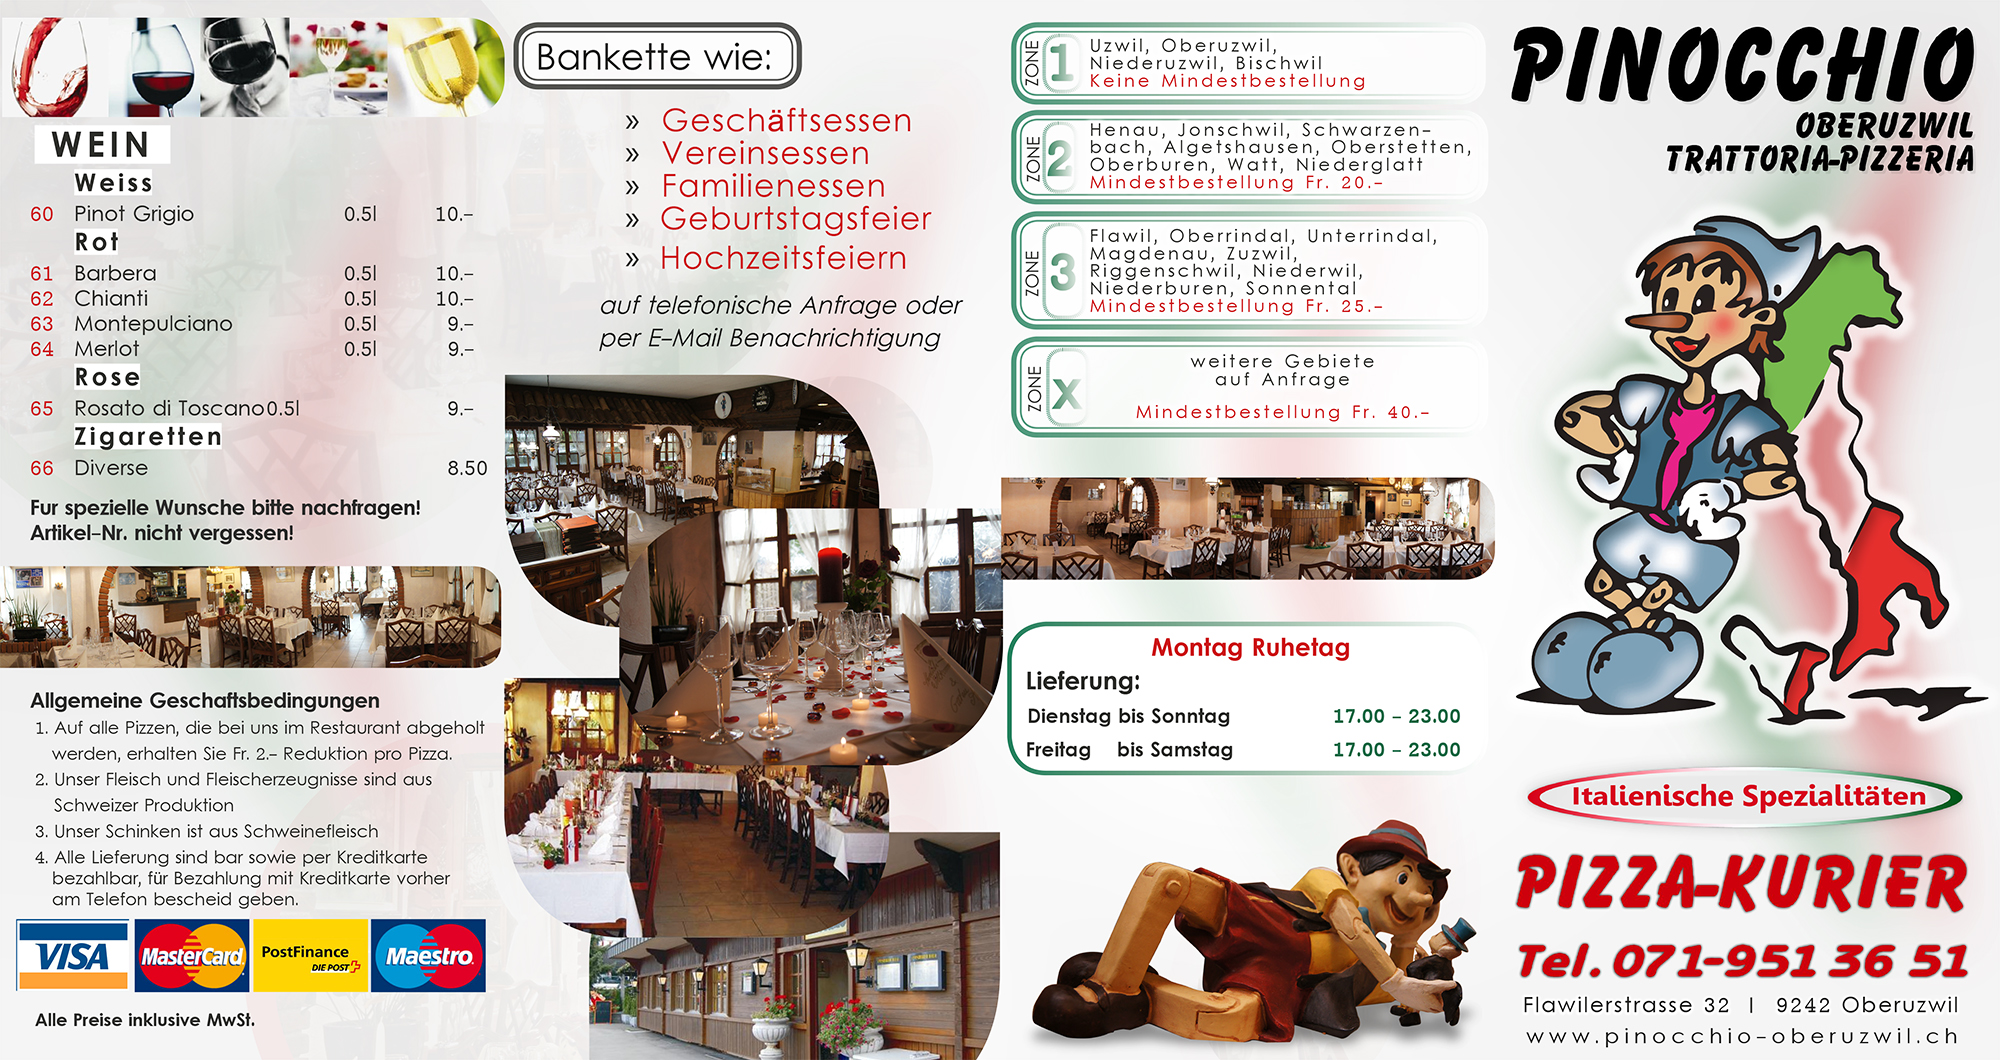 WEIN
Weiss
60 Pinot Grigio 0.5l 10.–
Rot
61 Barbera 0.5l 10.–
62 Chianti 0.5l 10.–
63 Montepulciano 0.5l 9.–
64 Merlot 0.5l 9.–
Rose
65 Rosato di Toscano 0.5l 9.–
Zigaretten
66 Diverse 8.50
Fur spezielle Wunsche bitte nachfragen!
Artikel–Nr. nicht vergessen!
Allgemeine Geschaftsbedingungen
1. Auf alle Pizzen, die bei uns im Restaurant abgeholt
werden, erhalten Sie Fr. 2.– Reduktion pro Pizza.
2. Unser Fleisch und Fleischerzeugnisse sind aus
Schweizer Produktion
3. Unser Schinken ist aus Schweinefleisch
4. Alle Lieferung sind bar sowie per Kreditkarte
bezahlbar, für Bezahlung mit Kreditkarte vorher
am Telefon bescheid geben.
VISA MasterCard PostFinance DIE POST Maestro
Alle Preise inklusive MwSt.
Bankette wie:
» Geschäftsessen
» Vereinsessen
» Familienessen
» Geburtstagsfeier
» Hochzeitsfeiern
auf telefonische Anfrage oder
per E–Mail Benachrichtigung
ZONE 1
Uzwil, Oberuzwil,
Niederuzwil, Bischwil
Keine Mindestbestellung
ZONE 2
Henau, Jonschwil, Schwarzen–
bach, Algetshausen, Oberstetten,
Oberburen, Watt, Niederglatt
Mindestbestellung Fr. 20.–
ZONE 3
Flawil, Oberrindal, Unterrindal,
Magdenau, Zuzwil,
Riggenschwil, Niederwil,
Niederburen, Sonnental
Mindestbestellung Fr. 25.–
ZONE X
weitere Gebiete
auf Anfrage
Mindestbestellung Fr. 40.–
Montag Ruhetag
Lieferung:
Dienstag bis Sonntag 17.00 – 23.00
Freitag bis Samstag 17.00 – 23.00
PINOCCHIO
OBERUZWIL
TRATTORIA-PIZZERIA
Italienische Spezialitäten
PIZZA-KURIER
Tel. 071-951 36 51
Flawilerstrasse 32 | 9242 Oberuzwil
www.pinocchio-oberuzwil.ch